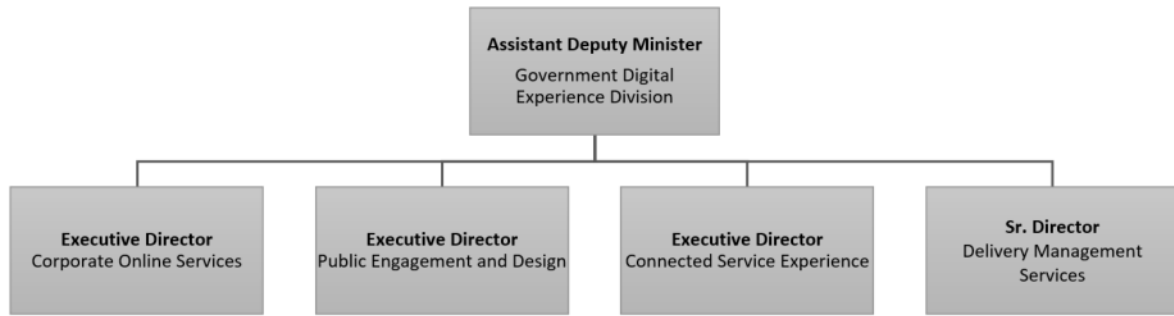 Assistant Deputy Minister
Government Digital
Experience Division
Executive Director
Corporate Online Services
Executive Director
Public Engagement and Design
Executive Director
Connected Service Experience
Sr. Director
Delivery Management
Services